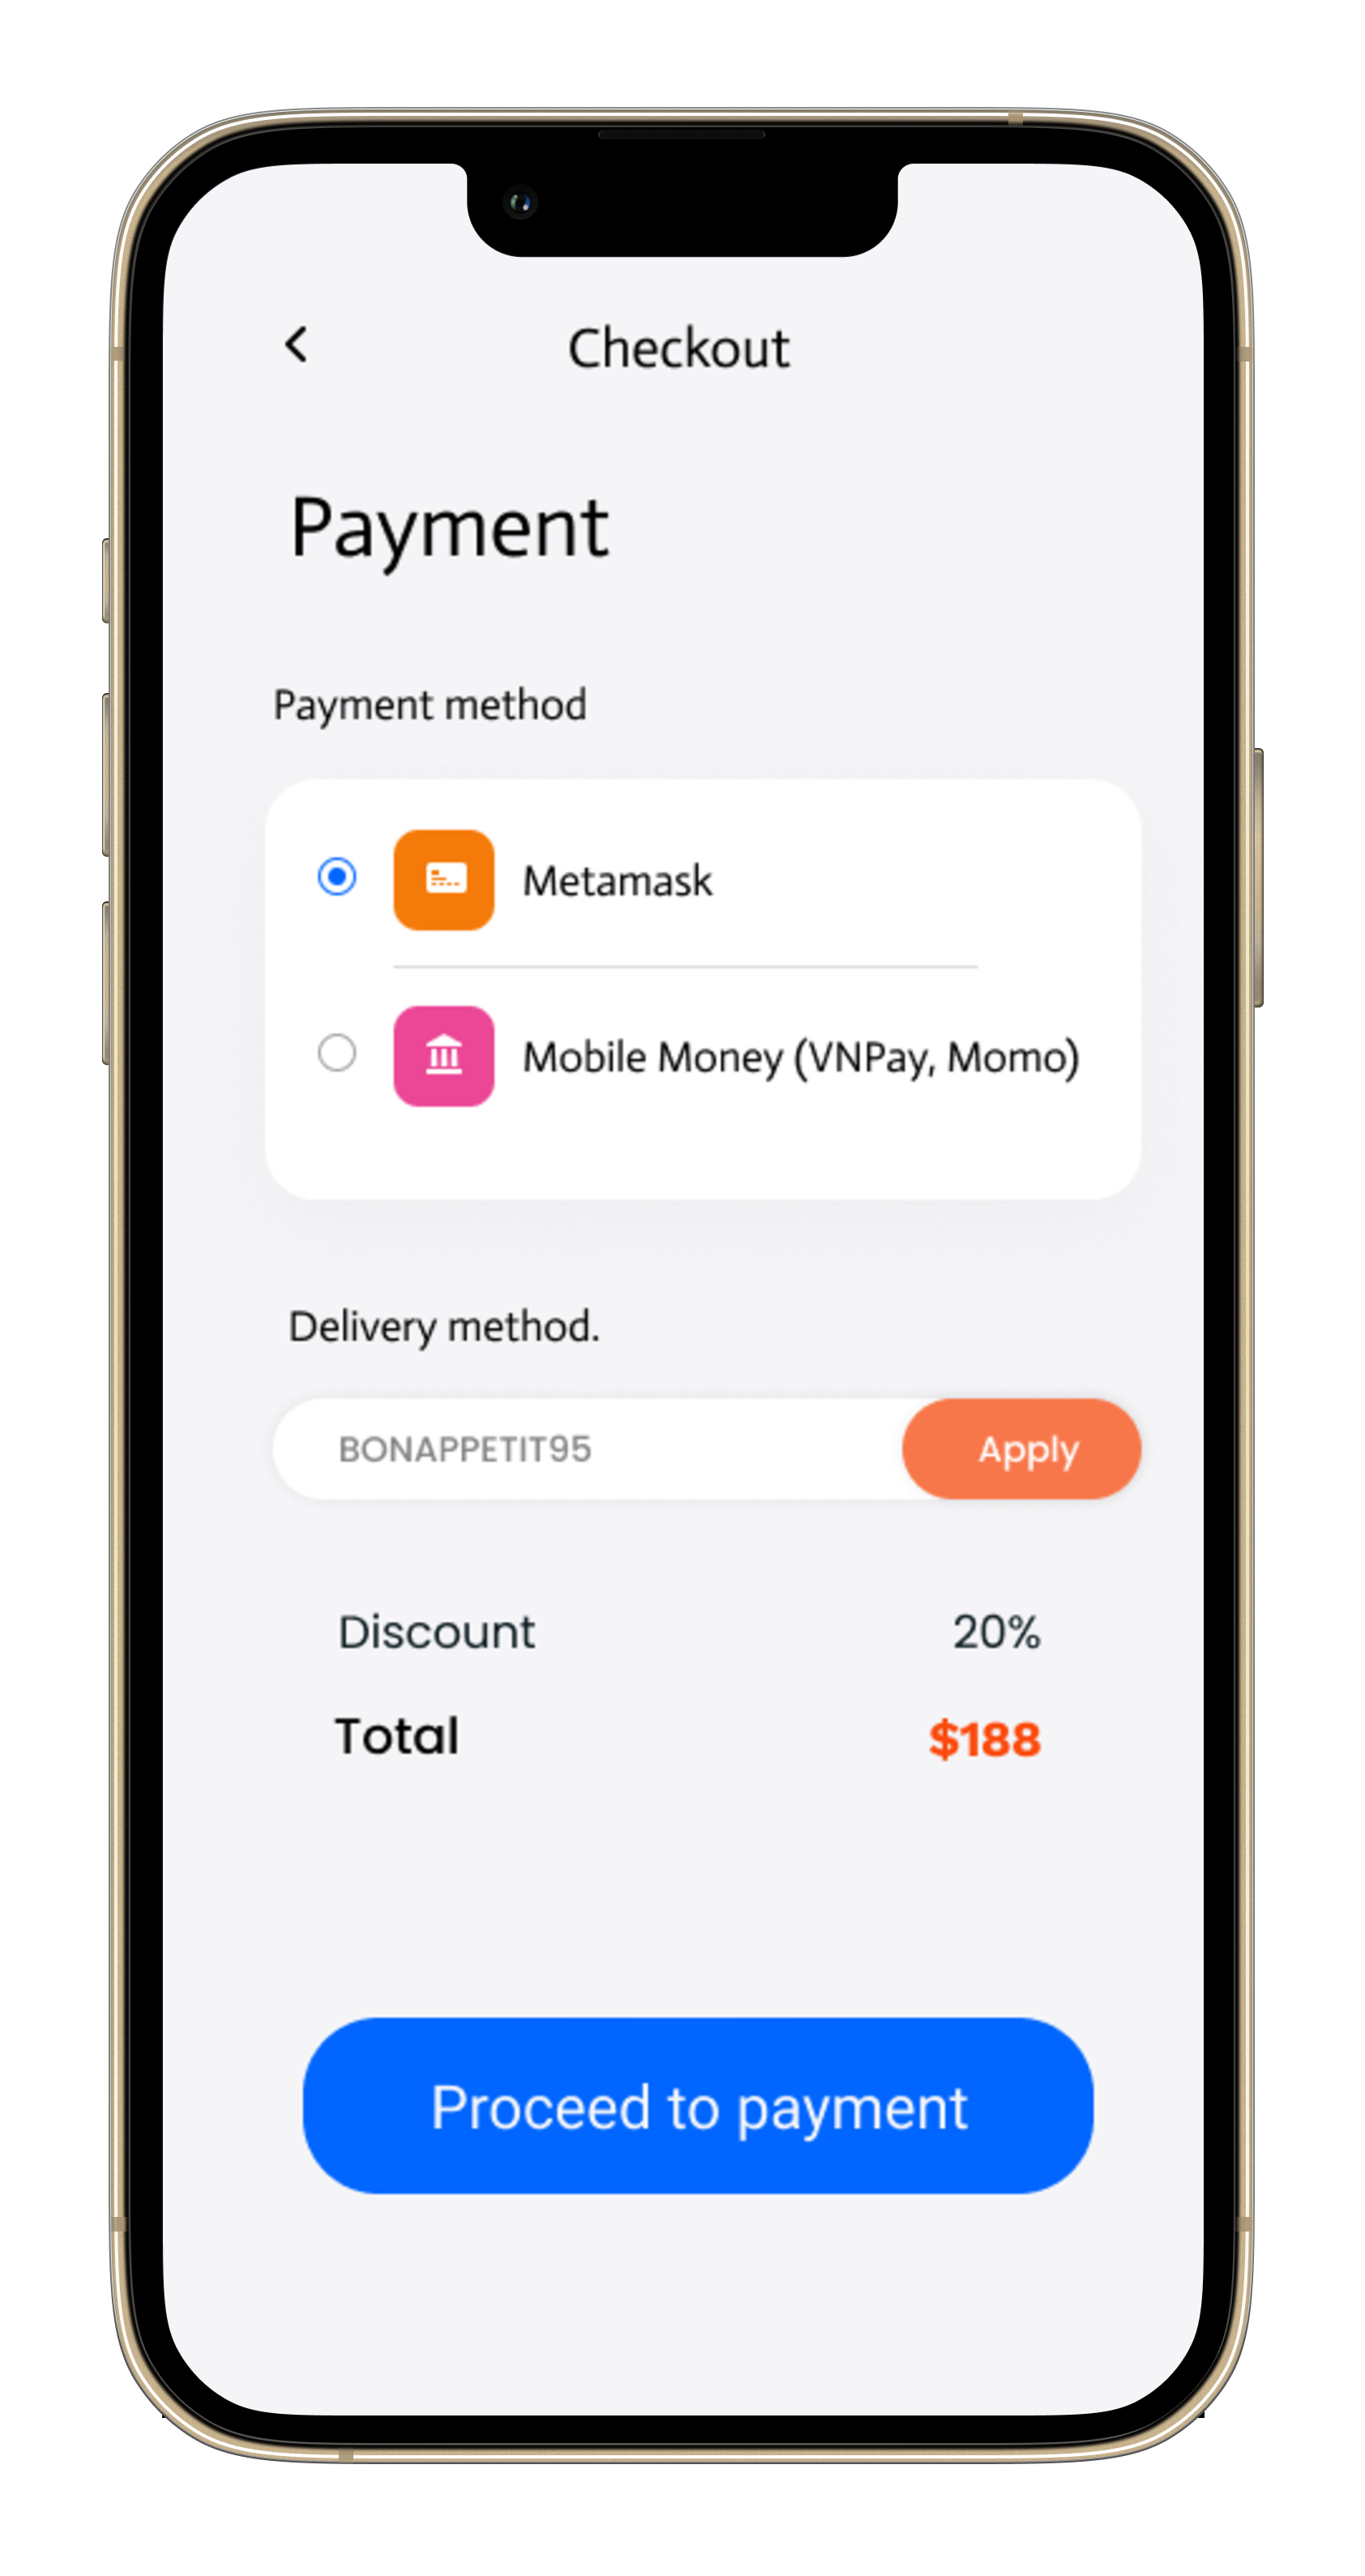 Checkout
Payment
Payment method
Metamask
Mobile Money (VNPay, Momo)
Delivery method.
BONAPPETIT95 Apply
Discount 20%
Total $188
Proceed to payment